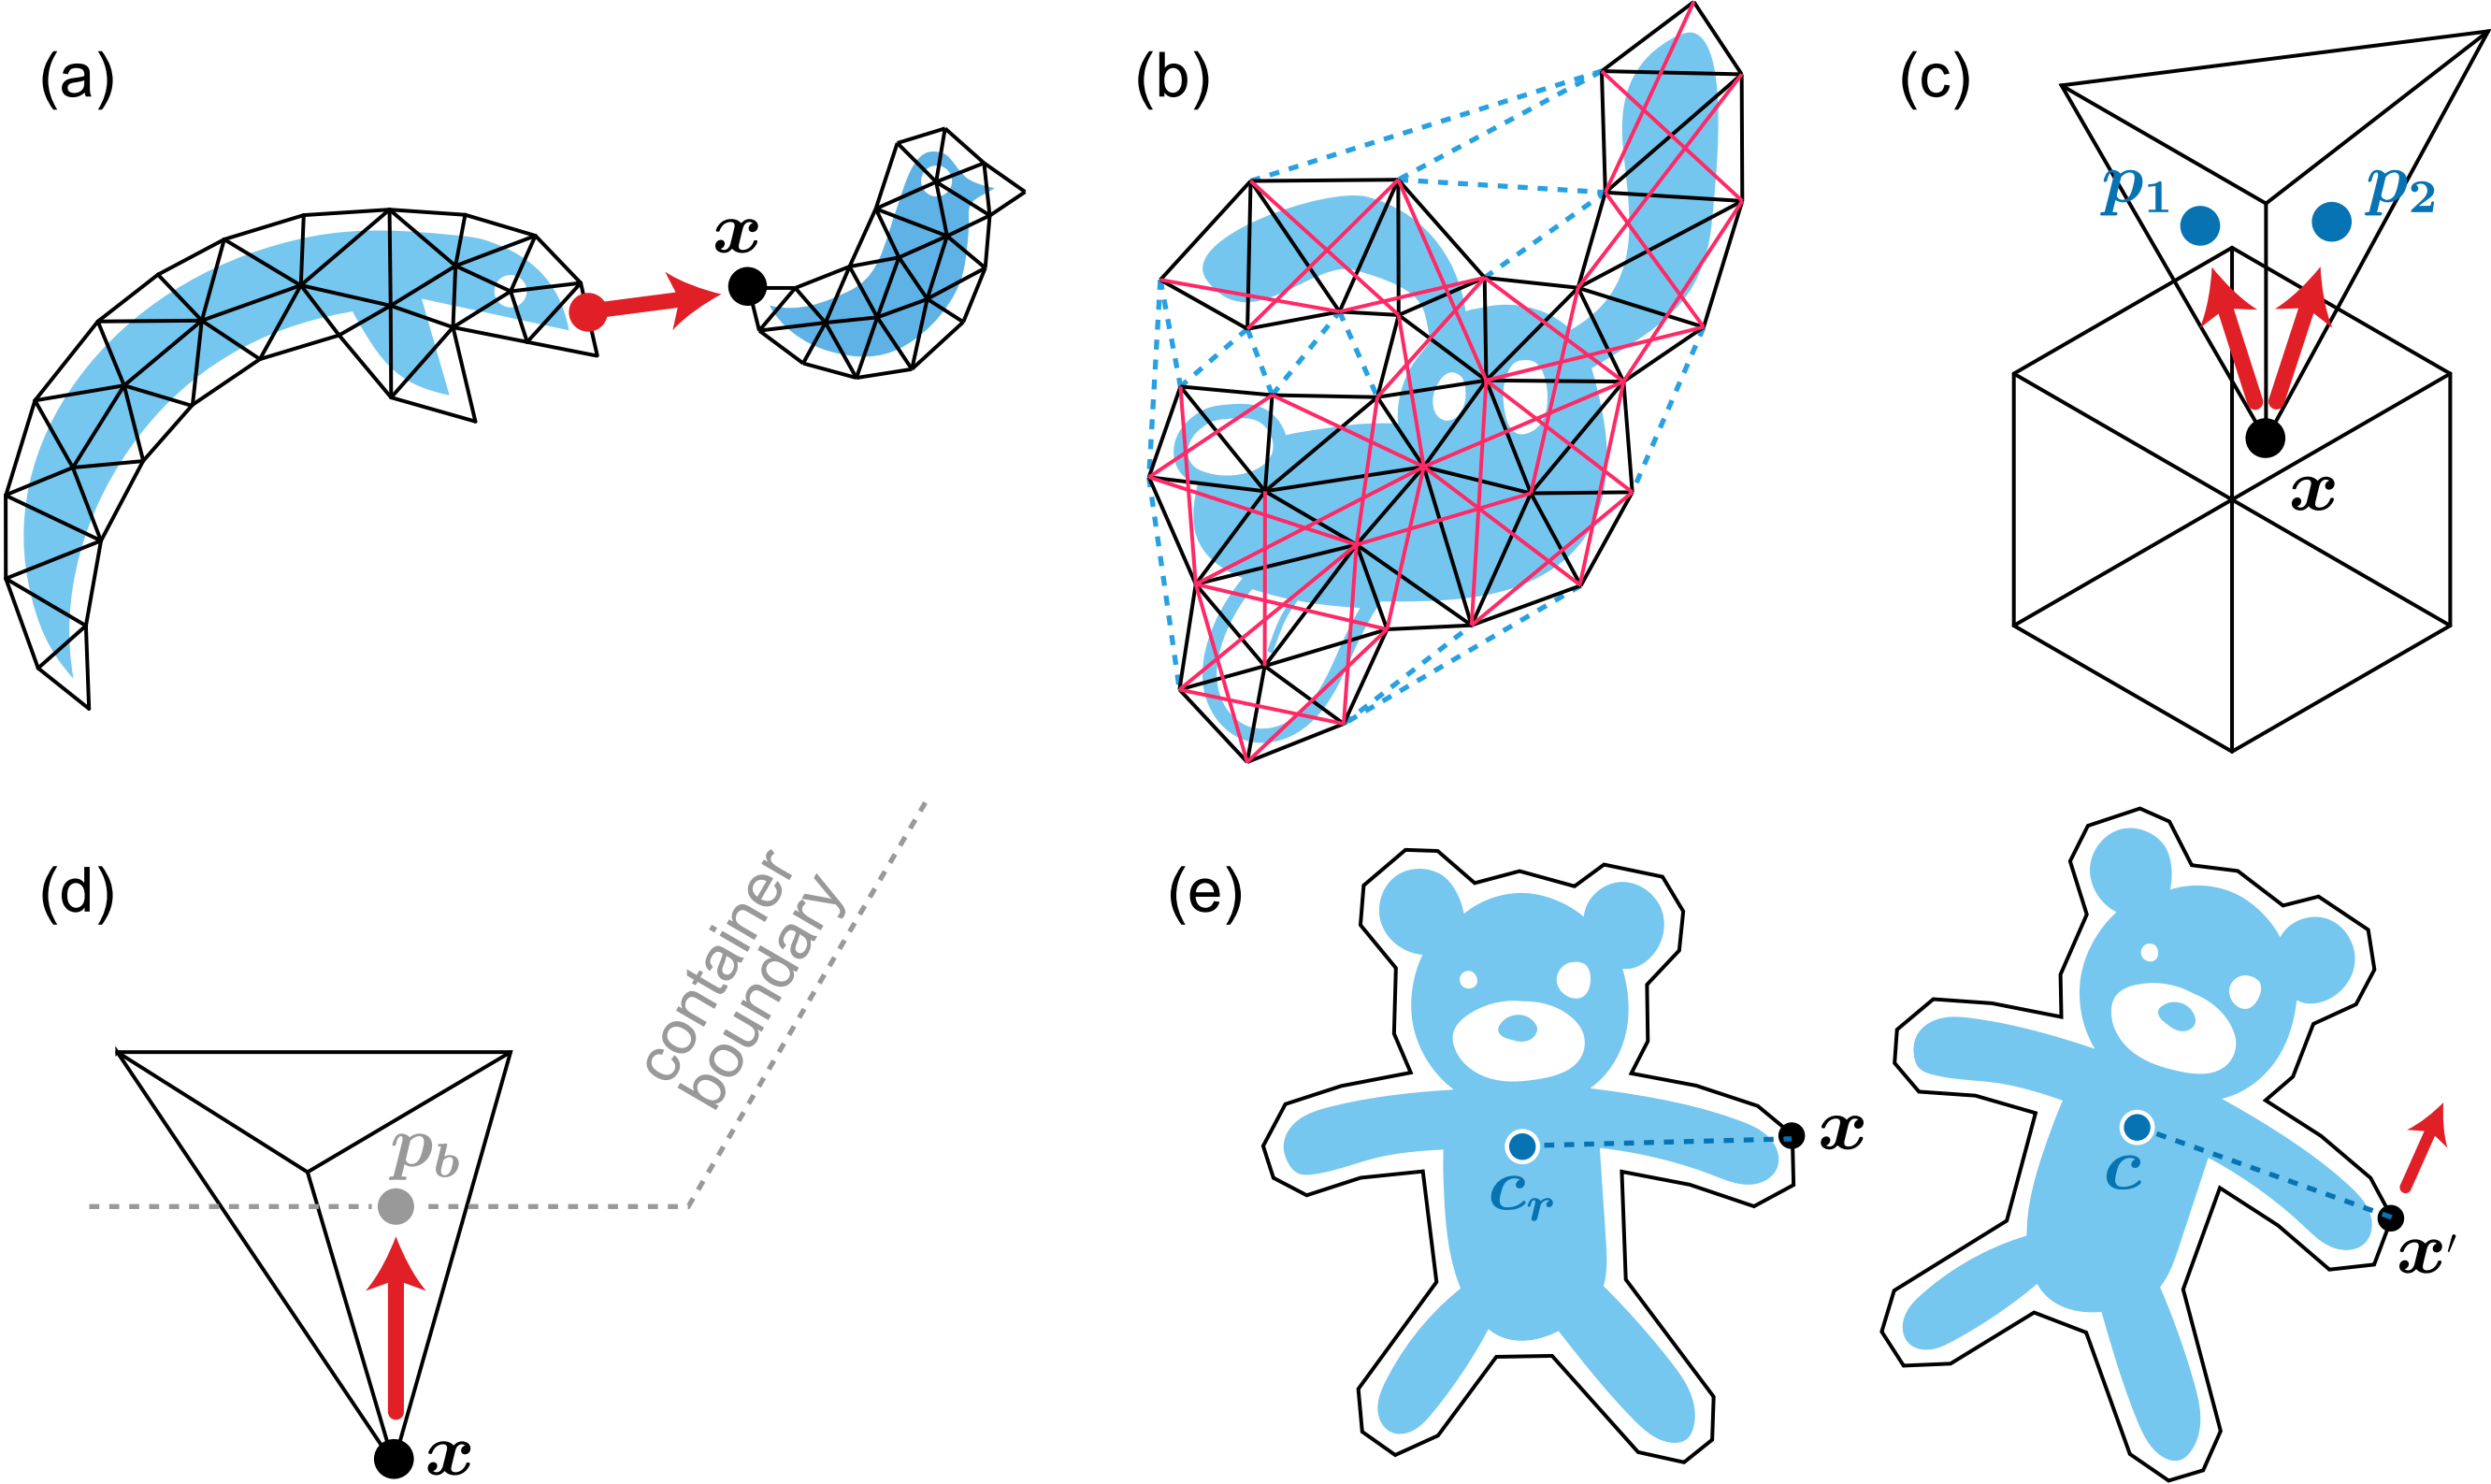 (a)
x
(b)
(c)
p1
p2
x
(d)
container
boundary
pb
x
(e)
x
cr
c
x′